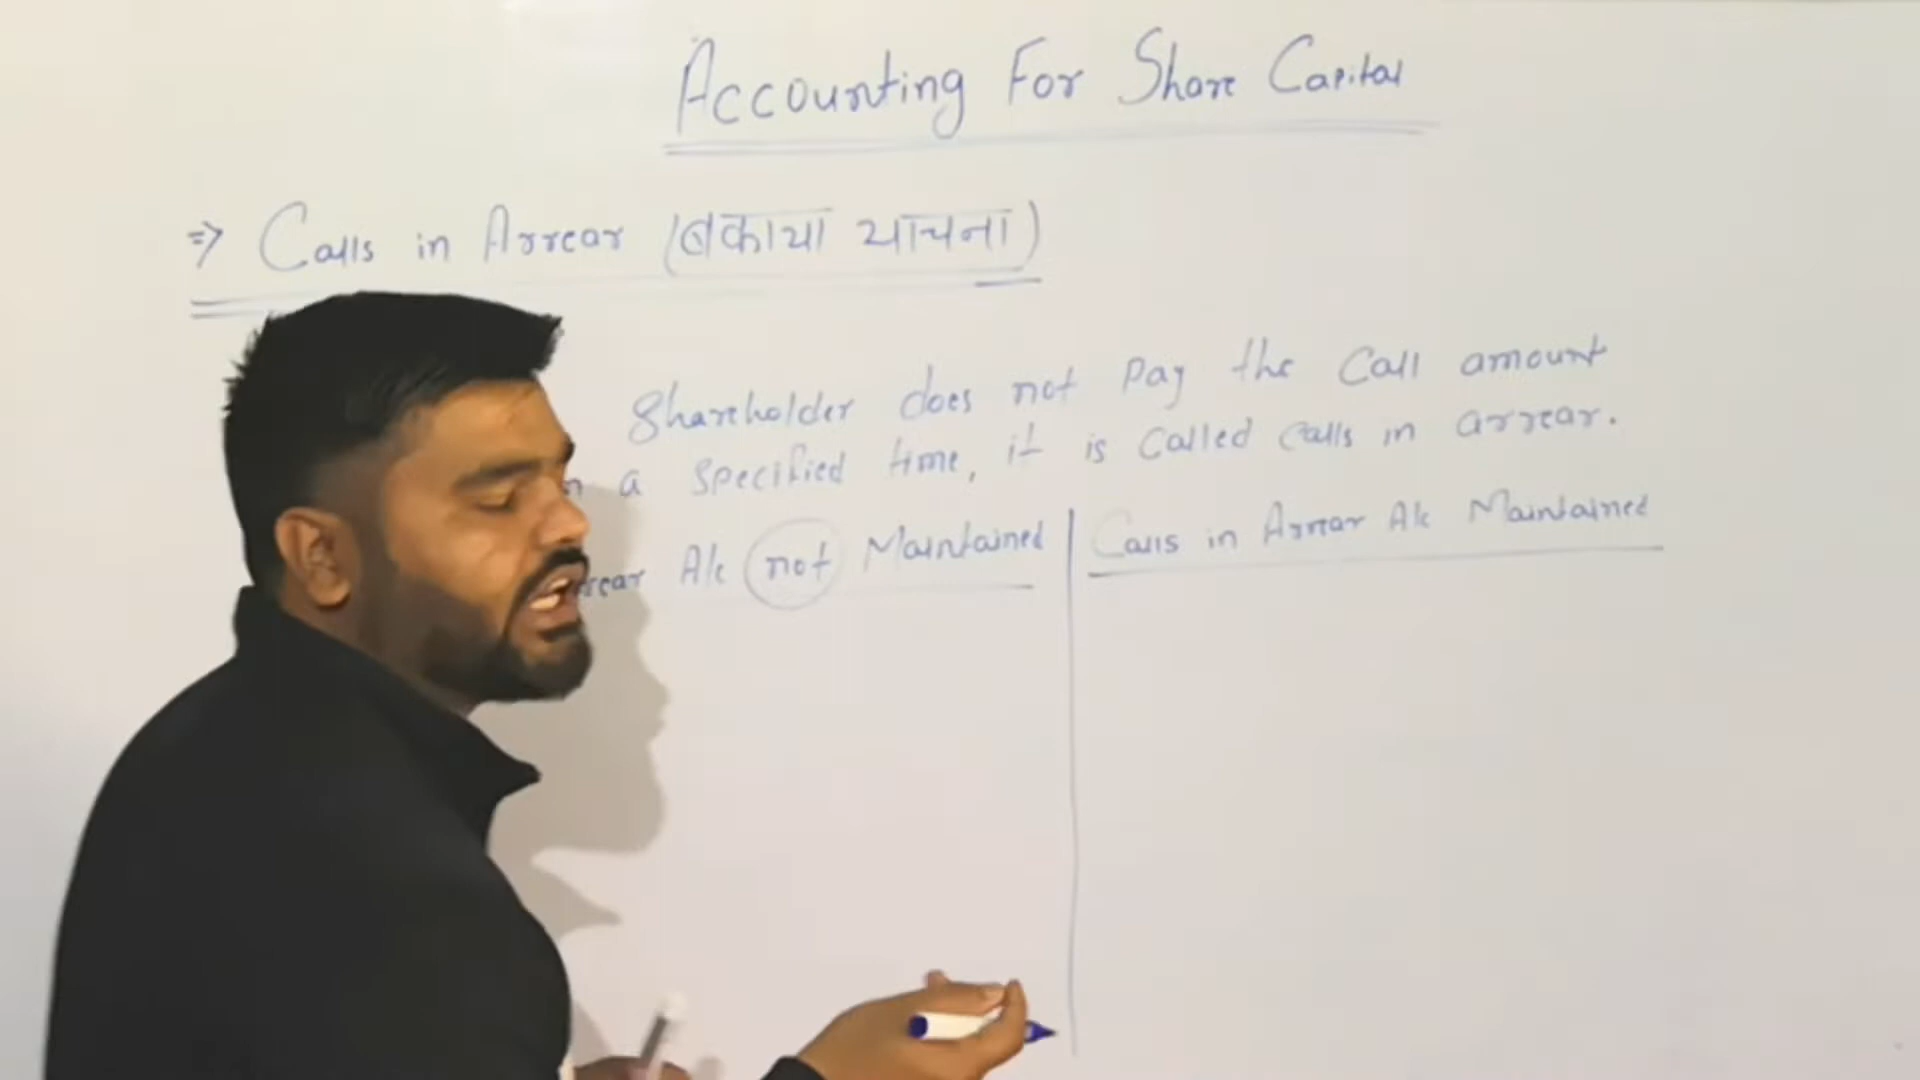 Accounting For Share Capital
⇒ Calls in Arrear (बकाया याचना)
Shareholder does not Pay the Call amount
a Specified time, it is Called Calls in arrear.
A/c not Maintained
Calls in Arrear A/c Maintained